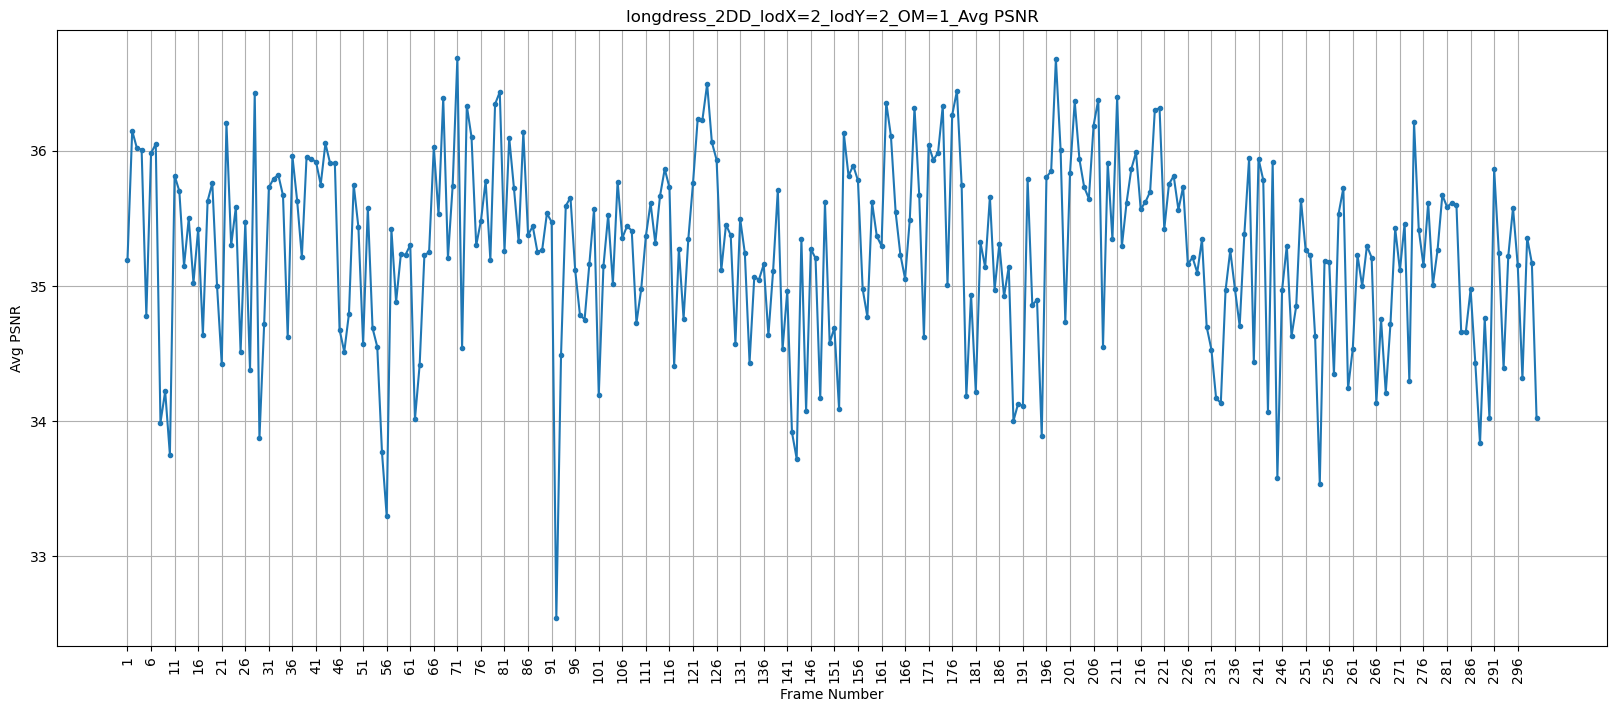 longdress_2DD_lodX=2_lodY=2_OM=1_Avg PSNR
Avg PSNR
36
35
34
33
1 6 11 16 21 26 31 36 41 46 51 56 61 66 71 76 81 86 91 96 101 106 111 116 121 126 131 136 141 146 151 156 161 166 171 176 181 186 191 196 201 206 211 216 221 226 231 236 241 246 251 256 261 266 271 276 281 286 291 296
Frame Number